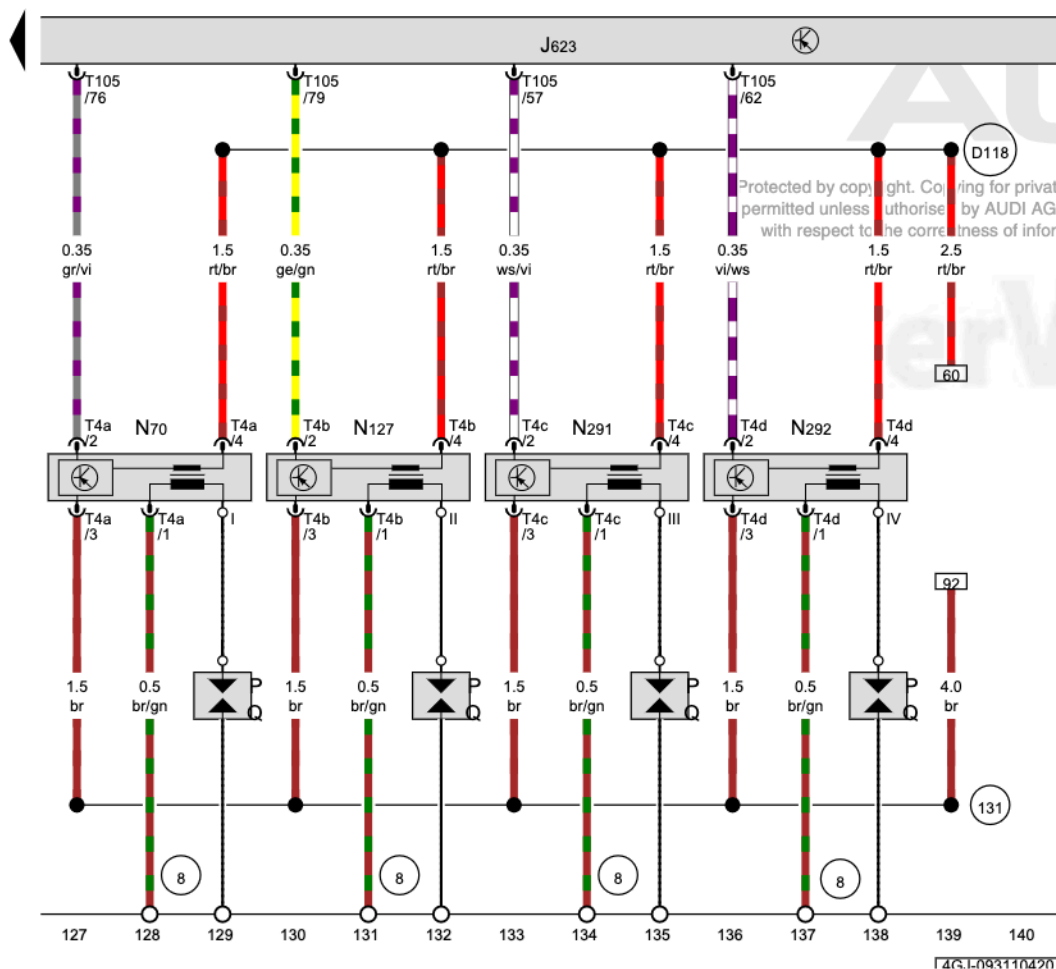 J623
T105 T105 T105 T105
/76 /79 /57 /62
AU
D118
Protected by copyright. Copying for privat
permitted unless authorise by AUDI AG
with respect to the correctness of infor
0.35 1.5 0.35 1.5 0.35 1.5 0.35 1.5 2.5
gr/vi rt/br ge/gn rt/br ws/vi rt/br vi/ws rt/br rt/br
erW
60
T4a N70 T4a T4b N127 T4b T4c N291 T4c T4d N292 T4d
/2 /4 /2 /4 /2 /4 /2 /4
T4a T4a I T4b T4b II T4c T4c III T4d T4d IV
/3 /1 /3 /1 /3 /1 /3 /1
92
1.5 0.5 P 1.5 0.5 P 1.5 0.5 P 1.5 0.5 P 4.0
br br/gn Q br br/gn Q br br/gn Q br br/gn Q br
131
8 8 8 8
127 128 129 130 131 132 133 134 135 136 137 138 139 140
4GJ-093110420